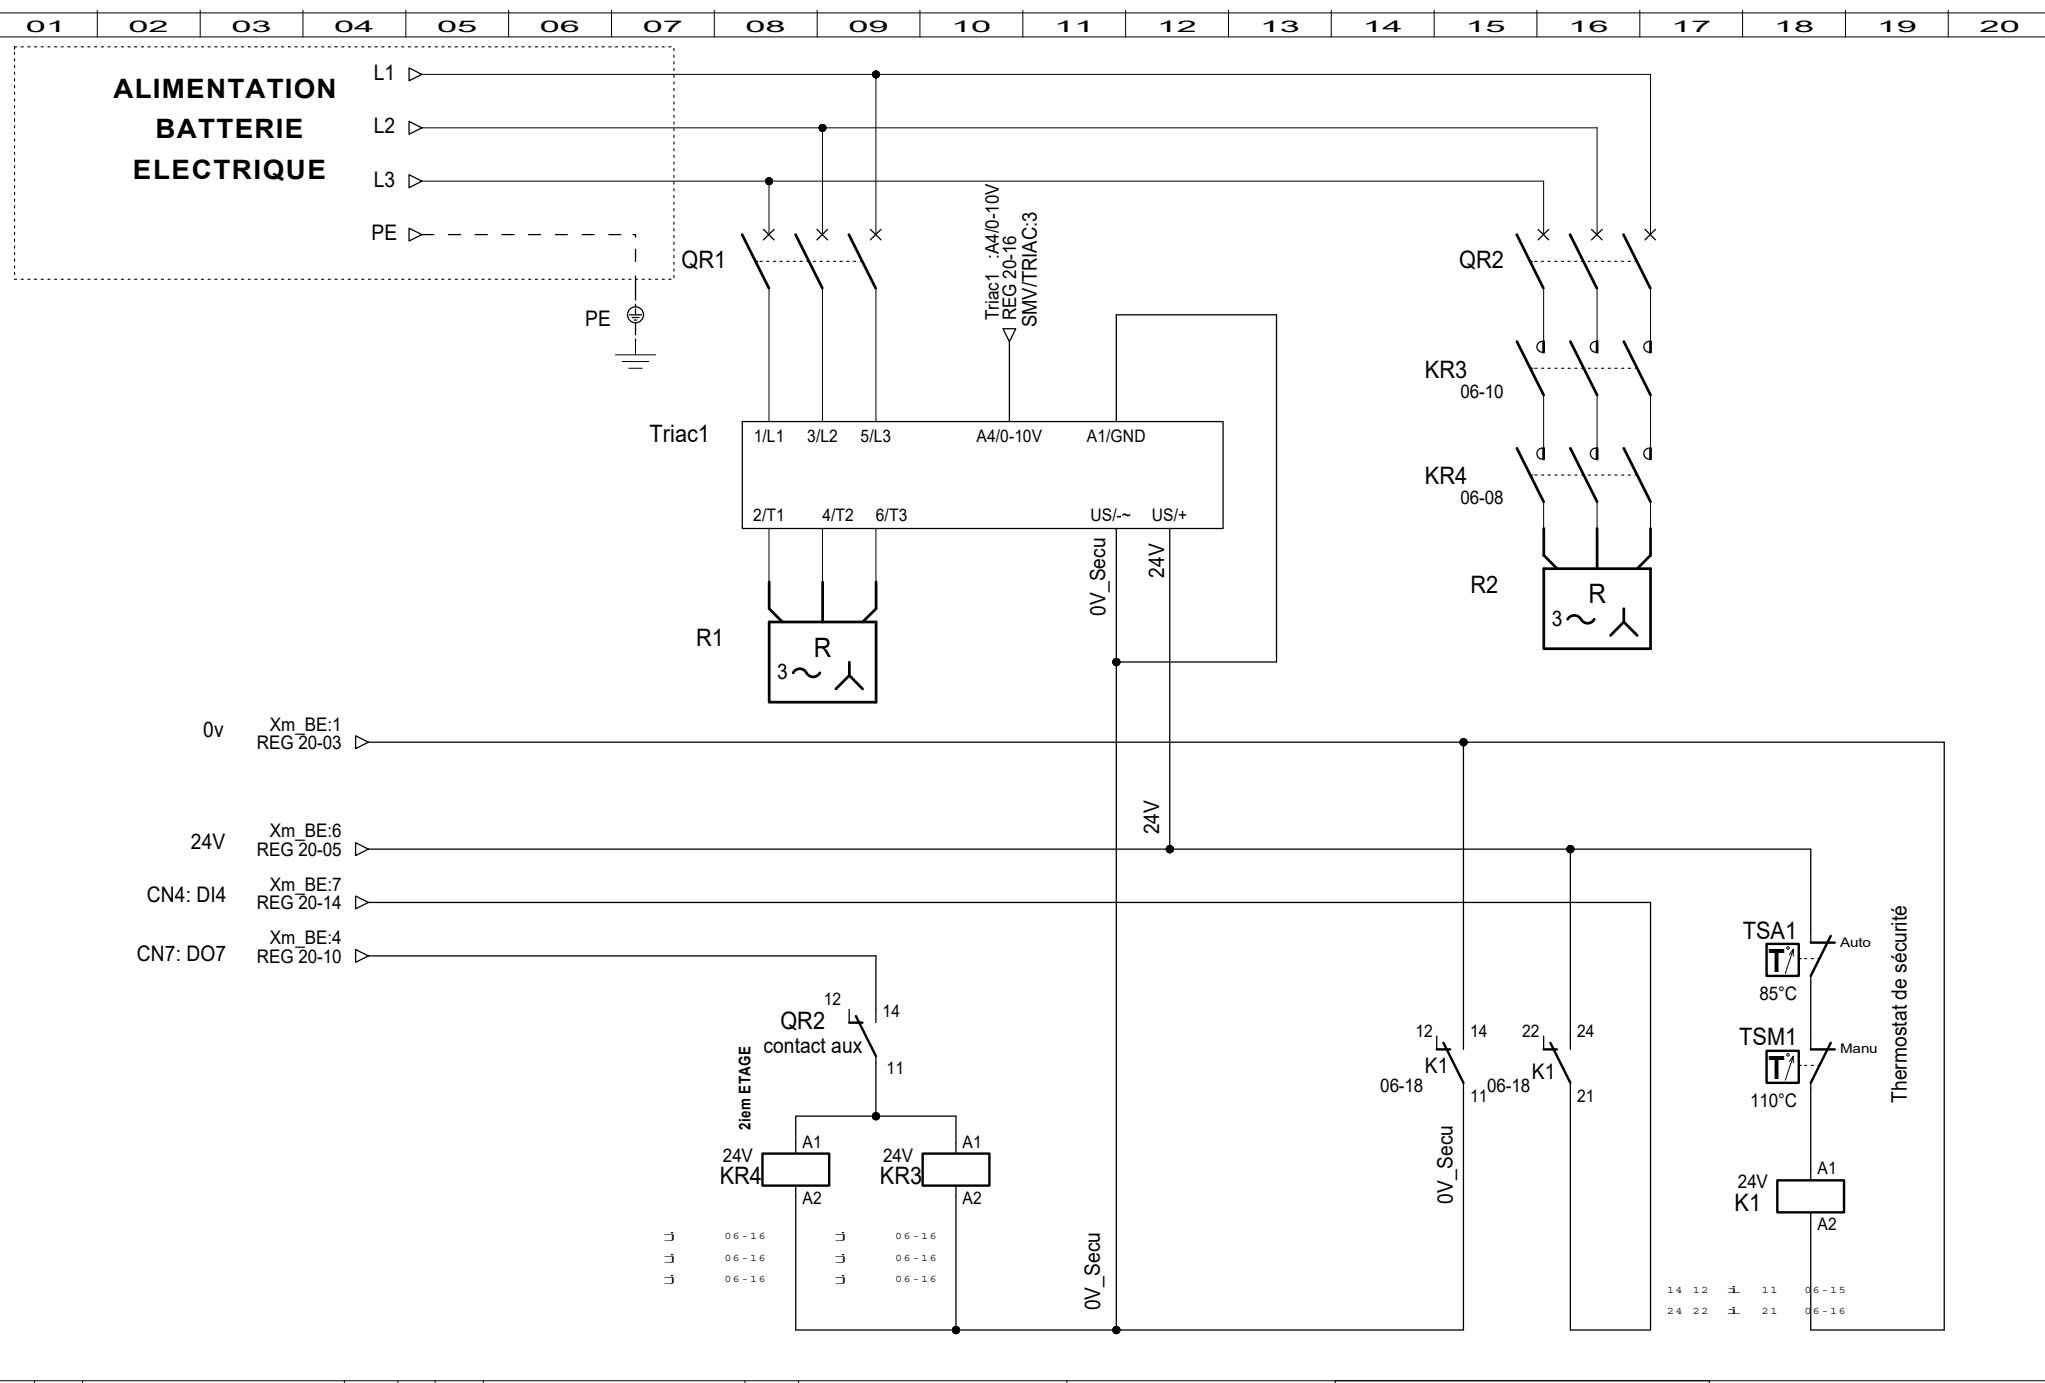 01 02 03 04 05 06 07 08 09 10 11 12 13 14 15 16 17 18 19 20
ALIMENTATION
BATTERIE
ELECTRIQUE
L1
L2
L3
PE
PE
QR1
Triac1 :A4/0-10V
REG 20-16
SMV/TRIAC:3
QR2
KR3
06-10
KR4
06-08
Triac1
1/L1 3/L2 5/L3 A4/0-10V A1/GND
2/T1 4/T2 6/T3 US/-~ US/+
0V_Secu
24V
R1
R
3
R2
R
3
0v
Xm_BE:1
REG 20-03
24V
24V
Xm_BE:6
REG 20-05
CN4: DI4
Xm_BE:7
REG 20-14
CN7: DO7
Xm_BE:4
REG 20-10
12
14
QR2
contact aux
11
2iem ETAGE
A1
24V
KR4
A2
A1
24V
KR3
A2
06-16
06-16
06-16
06-16
06-16
06-16
0V_Secu
12
14
K1
06-18
11
0V_Secu
22
24
K1
06-18
21
TSA1
T
Auto
85°C
TSM1
T
Manu
110°C
Thermostat de sécurité
A1
24V
K1
A2
14 12 11 06-15
24 22 21 06-16